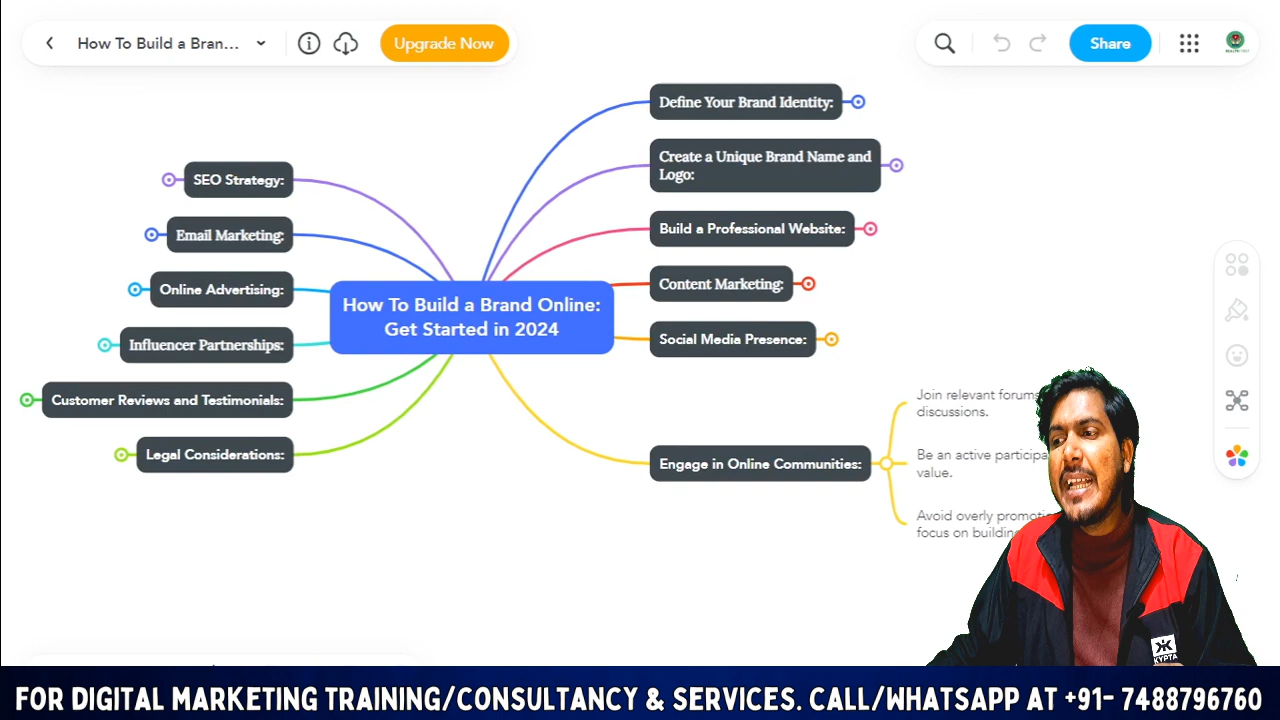 How To Build a Bran...
Upgrade Now
Share
Define Your Brand Identity:
Create a Unique Brand Name and
Logo:
Build a Professional Website:
Content Marketing:
Social Media Presence:
Engage in Online Communities:
Join relevant forums
discussions.
Be an active
value.
Avoid overly
focus on
SEO Strategy:
Email Marketing:
Online Advertising:
Influencer Partnerships:
Customer Reviews and Testimonials:
Legal Considerations:
How To Build a Brand Online:
Get Started in 2024
KYPTA
FOR DIGITAL MARKETING TRAINING/CONSULTANCY & SERVICES. CALL/WHATSAPP AT +91- 7488796760